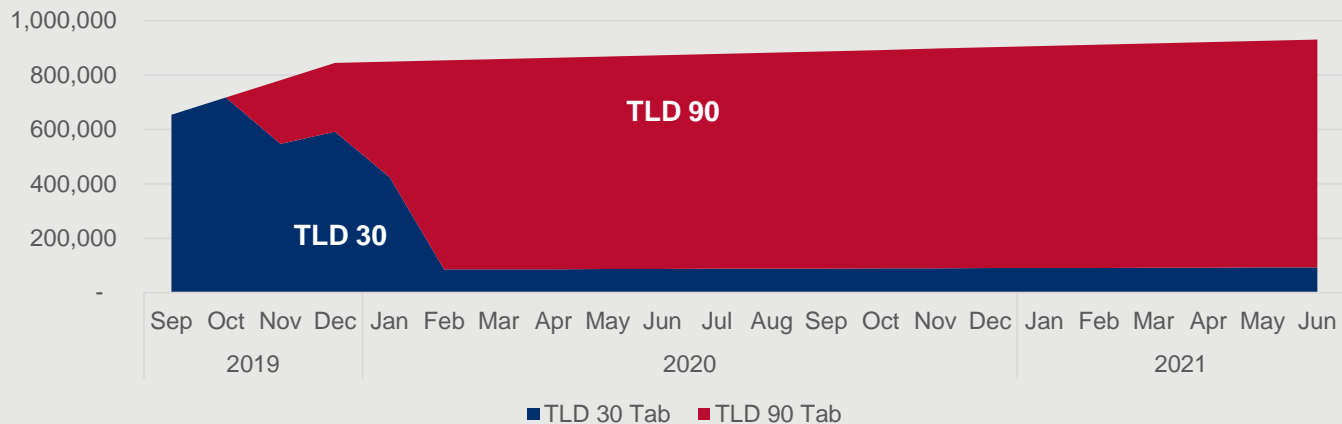 1,000,000
800,000
600,000
400,000
200,000
-
TLD 90
TLD 30
Sep Oct Nov Dec Jan Feb Mar Apr May Jun Jul Aug Sep Oct Nov Dec Jan Feb Mar Apr May Jun
2019 2020 2021
TLD 30 Tab TLD 90 Tab